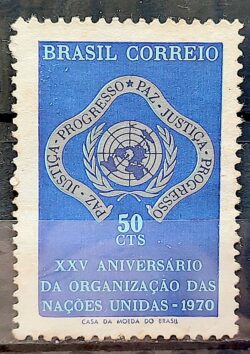 BRASIL CORREIO
PAZ - JUSTIÇA - PROGRESSO - PAZ - JUSTIÇA - PROGRESSO
50
CTS
XXV ANIVERSÁRIO
DA ORGANIZAÇÃO DAS
NAÇÕES UNIDAS - 1970
CASA DA MOEDA DO BRASIL